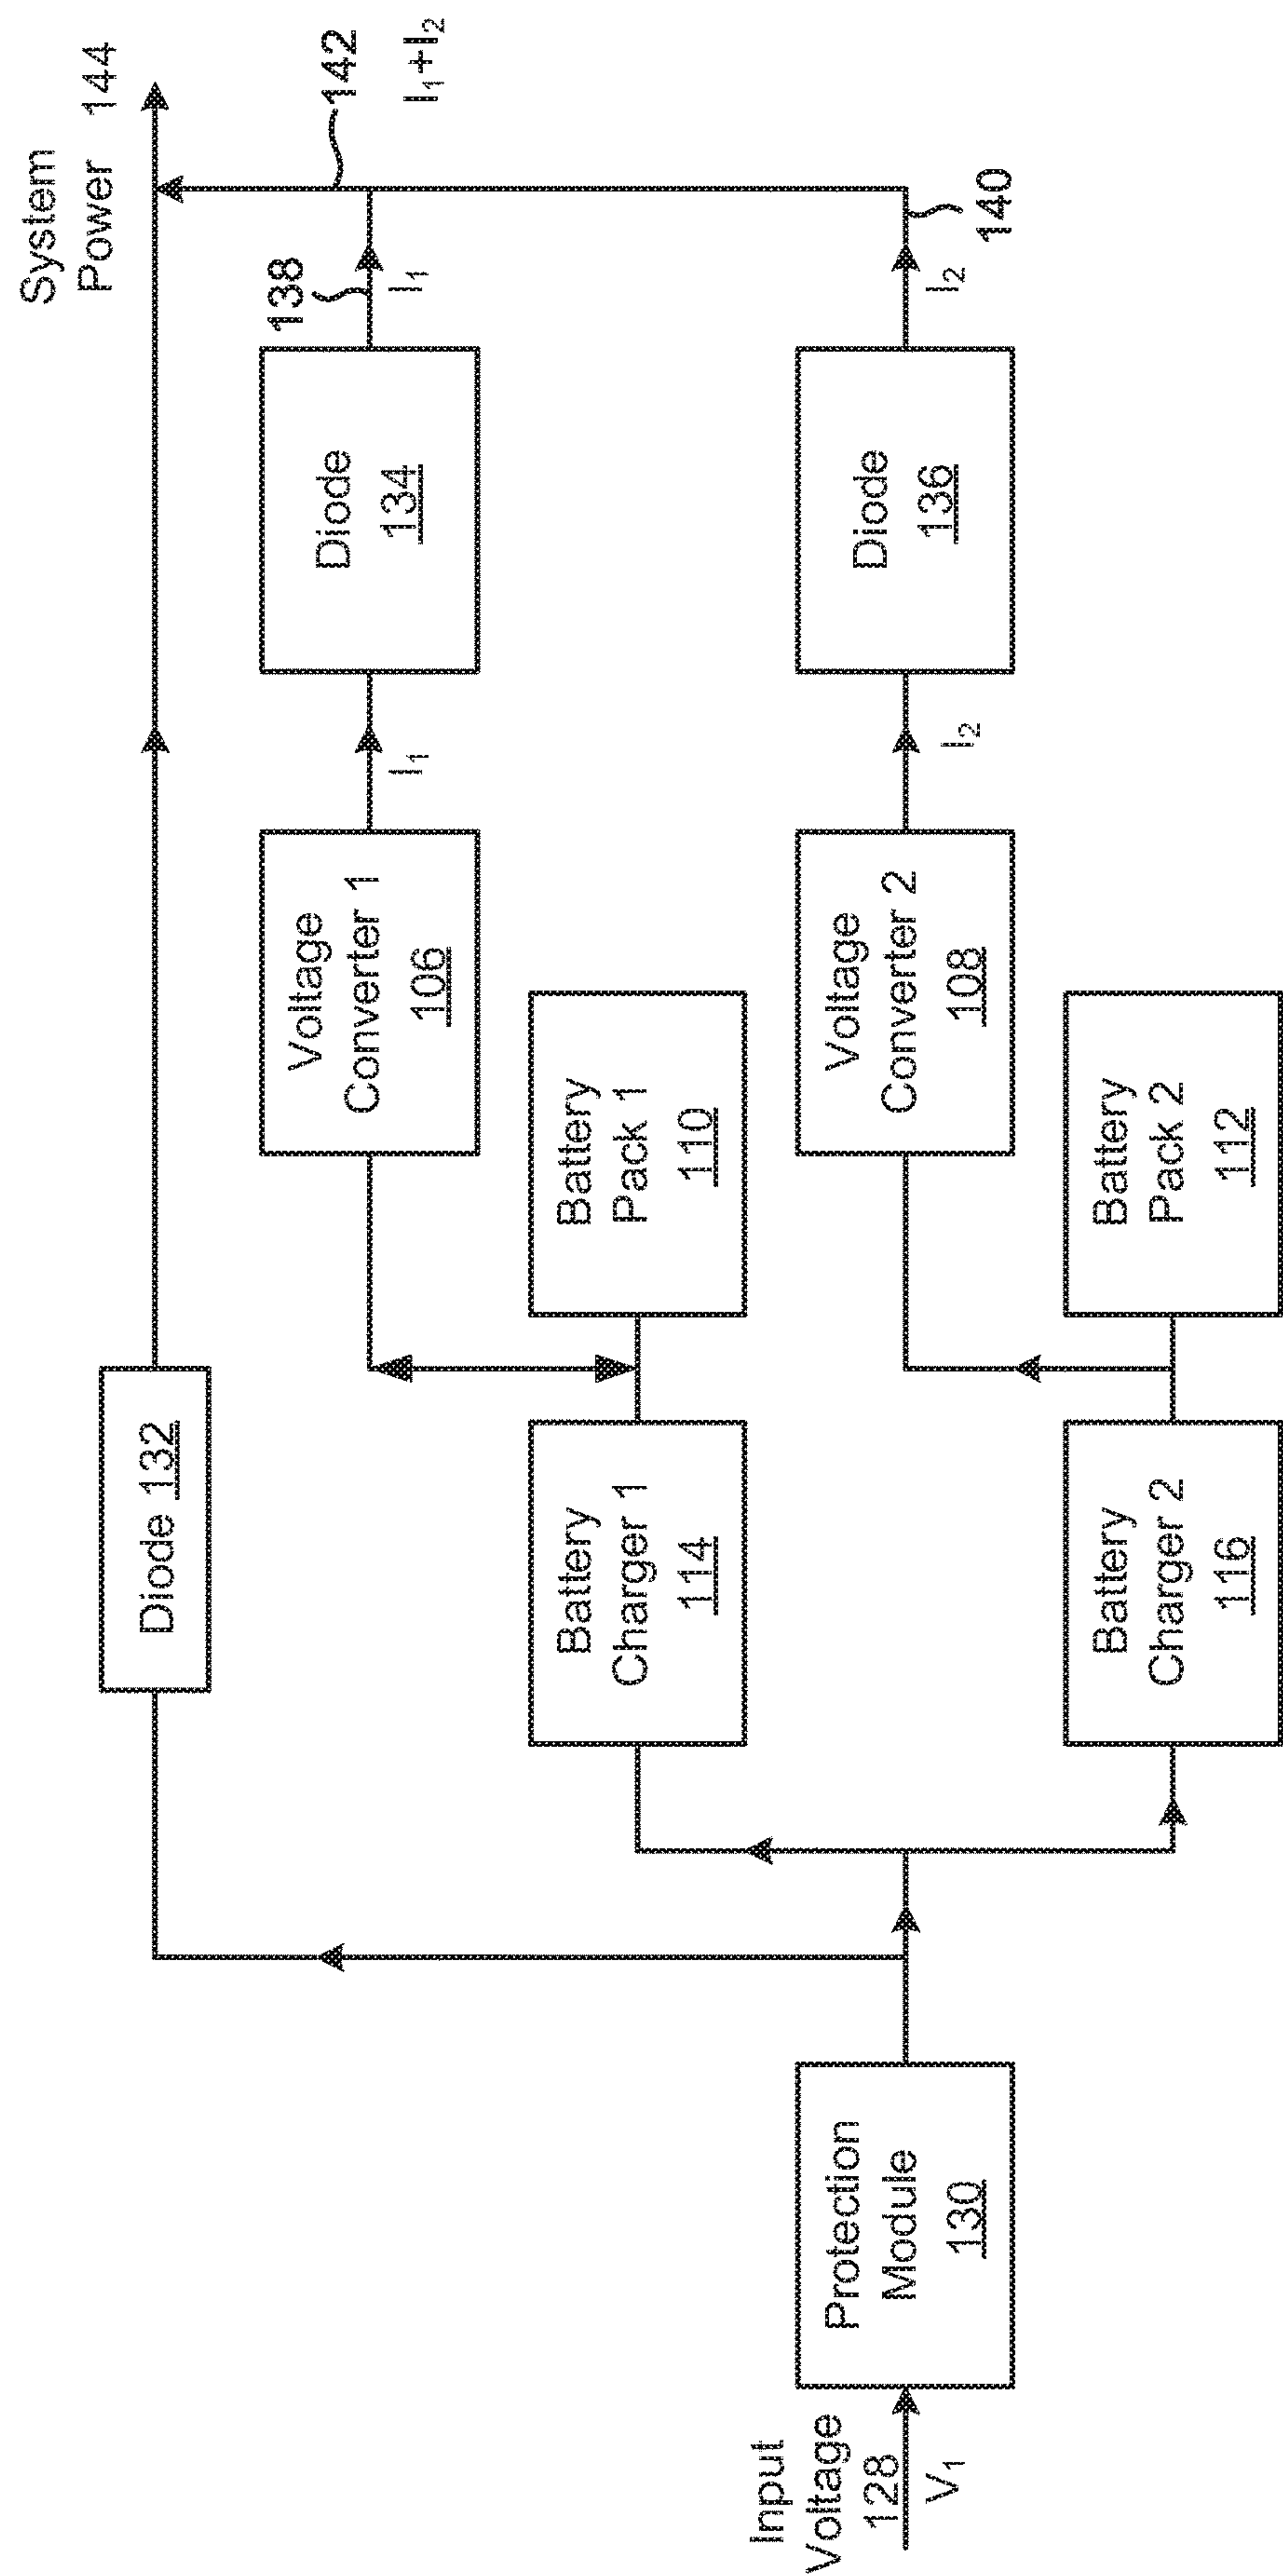 System
Power 144
142
I1+I2
138
I1
140
I2
Diode 132
Voltage
Converter 1
106
I1
Diode
134
Battery
Charger 1
114
Battery
Pack 1
110
Input
Voltage
128
V1
Protection
Module
130
Voltage
Converter 2
108
I2
Diode
136
Battery
Charger 2
116
Battery
Pack 2
112